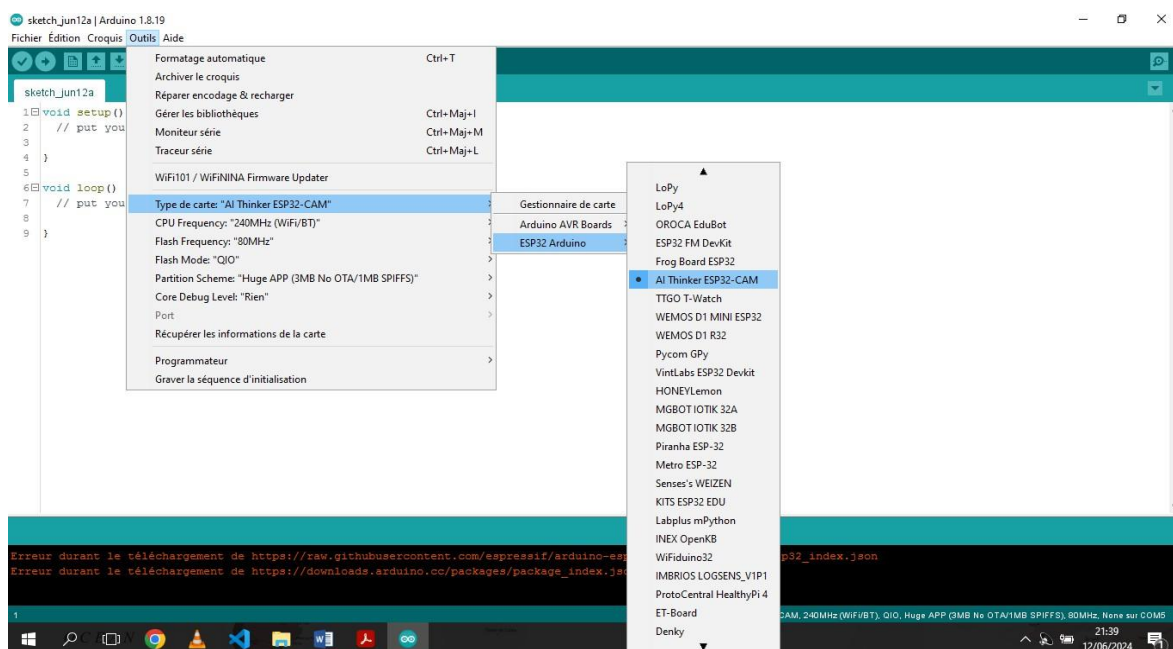 sketch_jun12a | Arduino 1.8.19
Fichier Édition Croquis Outils Aide
sketch_jun12a
1 void setup()
2 // put you
3
4 }
5
6 void loop()
7 // put you
8
9 }
Formatage automatique Ctrl+T
Archiver le croquis
Réparer encodage & recharger
Gérer les bibliothèques Ctrl+Maj+I
Moniteur série Ctrl+Maj+M
Traceur série Ctrl+Maj+L
WiFi101 / WiFiNINA Firmware Updater
Type de carte: "AI Thinker ESP32-CAM"
CPU Frequency: "240MHz (WiFi/BT)"
Flash Frequency: "80MHz"
Flash Mode: "QIO"
Partition Scheme: "Huge APP (3MB No OTA/1MB SPIFFS)"
Core Debug Level: "Rien"
Port
Récupérer les informations de la carte
Programmateur
Graver la séquence d'initialisation
Gestionnaire de carte
Arduino AVR Boards
ESP32 Arduino
LoPy
LoPy4
OROCA EduBot
ESP32 FM DevKit
Frog Board ESP32
AI Thinker ESP32-CAM
TTGO T-Watch
WEMOS D1 MINI ESP32
WEMOS D1 R32
Pycom GPy
VintLabs ESP32 Devkit
HONEYLemon
MGBOT IOTIK 32A
MGBOT IOTIK 32B
Piranha ESP-32
Metro ESP-32
Senses's WEIZEN
KITS ESP32 EDU
Labplus mPython
INEX OpenKB
WiFiduino32
IMBRIOS LOGSENS_V1P1
ProtoCentral HealthyPi 4
ET-Board
Denky
Erreur durant le téléchargement de https://raw.githubusercontent.com/espressif/arduino-esp p32_index.json
Erreur durant le téléchargement de https://downloads.arduino.cc/packages/package_index.jso
1 CAM, 240MHz (WiFi/BT), QIO, Huge APP (3MB No OTA/1MB SPIFFS), 80MHz, None sur COM5
21:39
12/06/2024